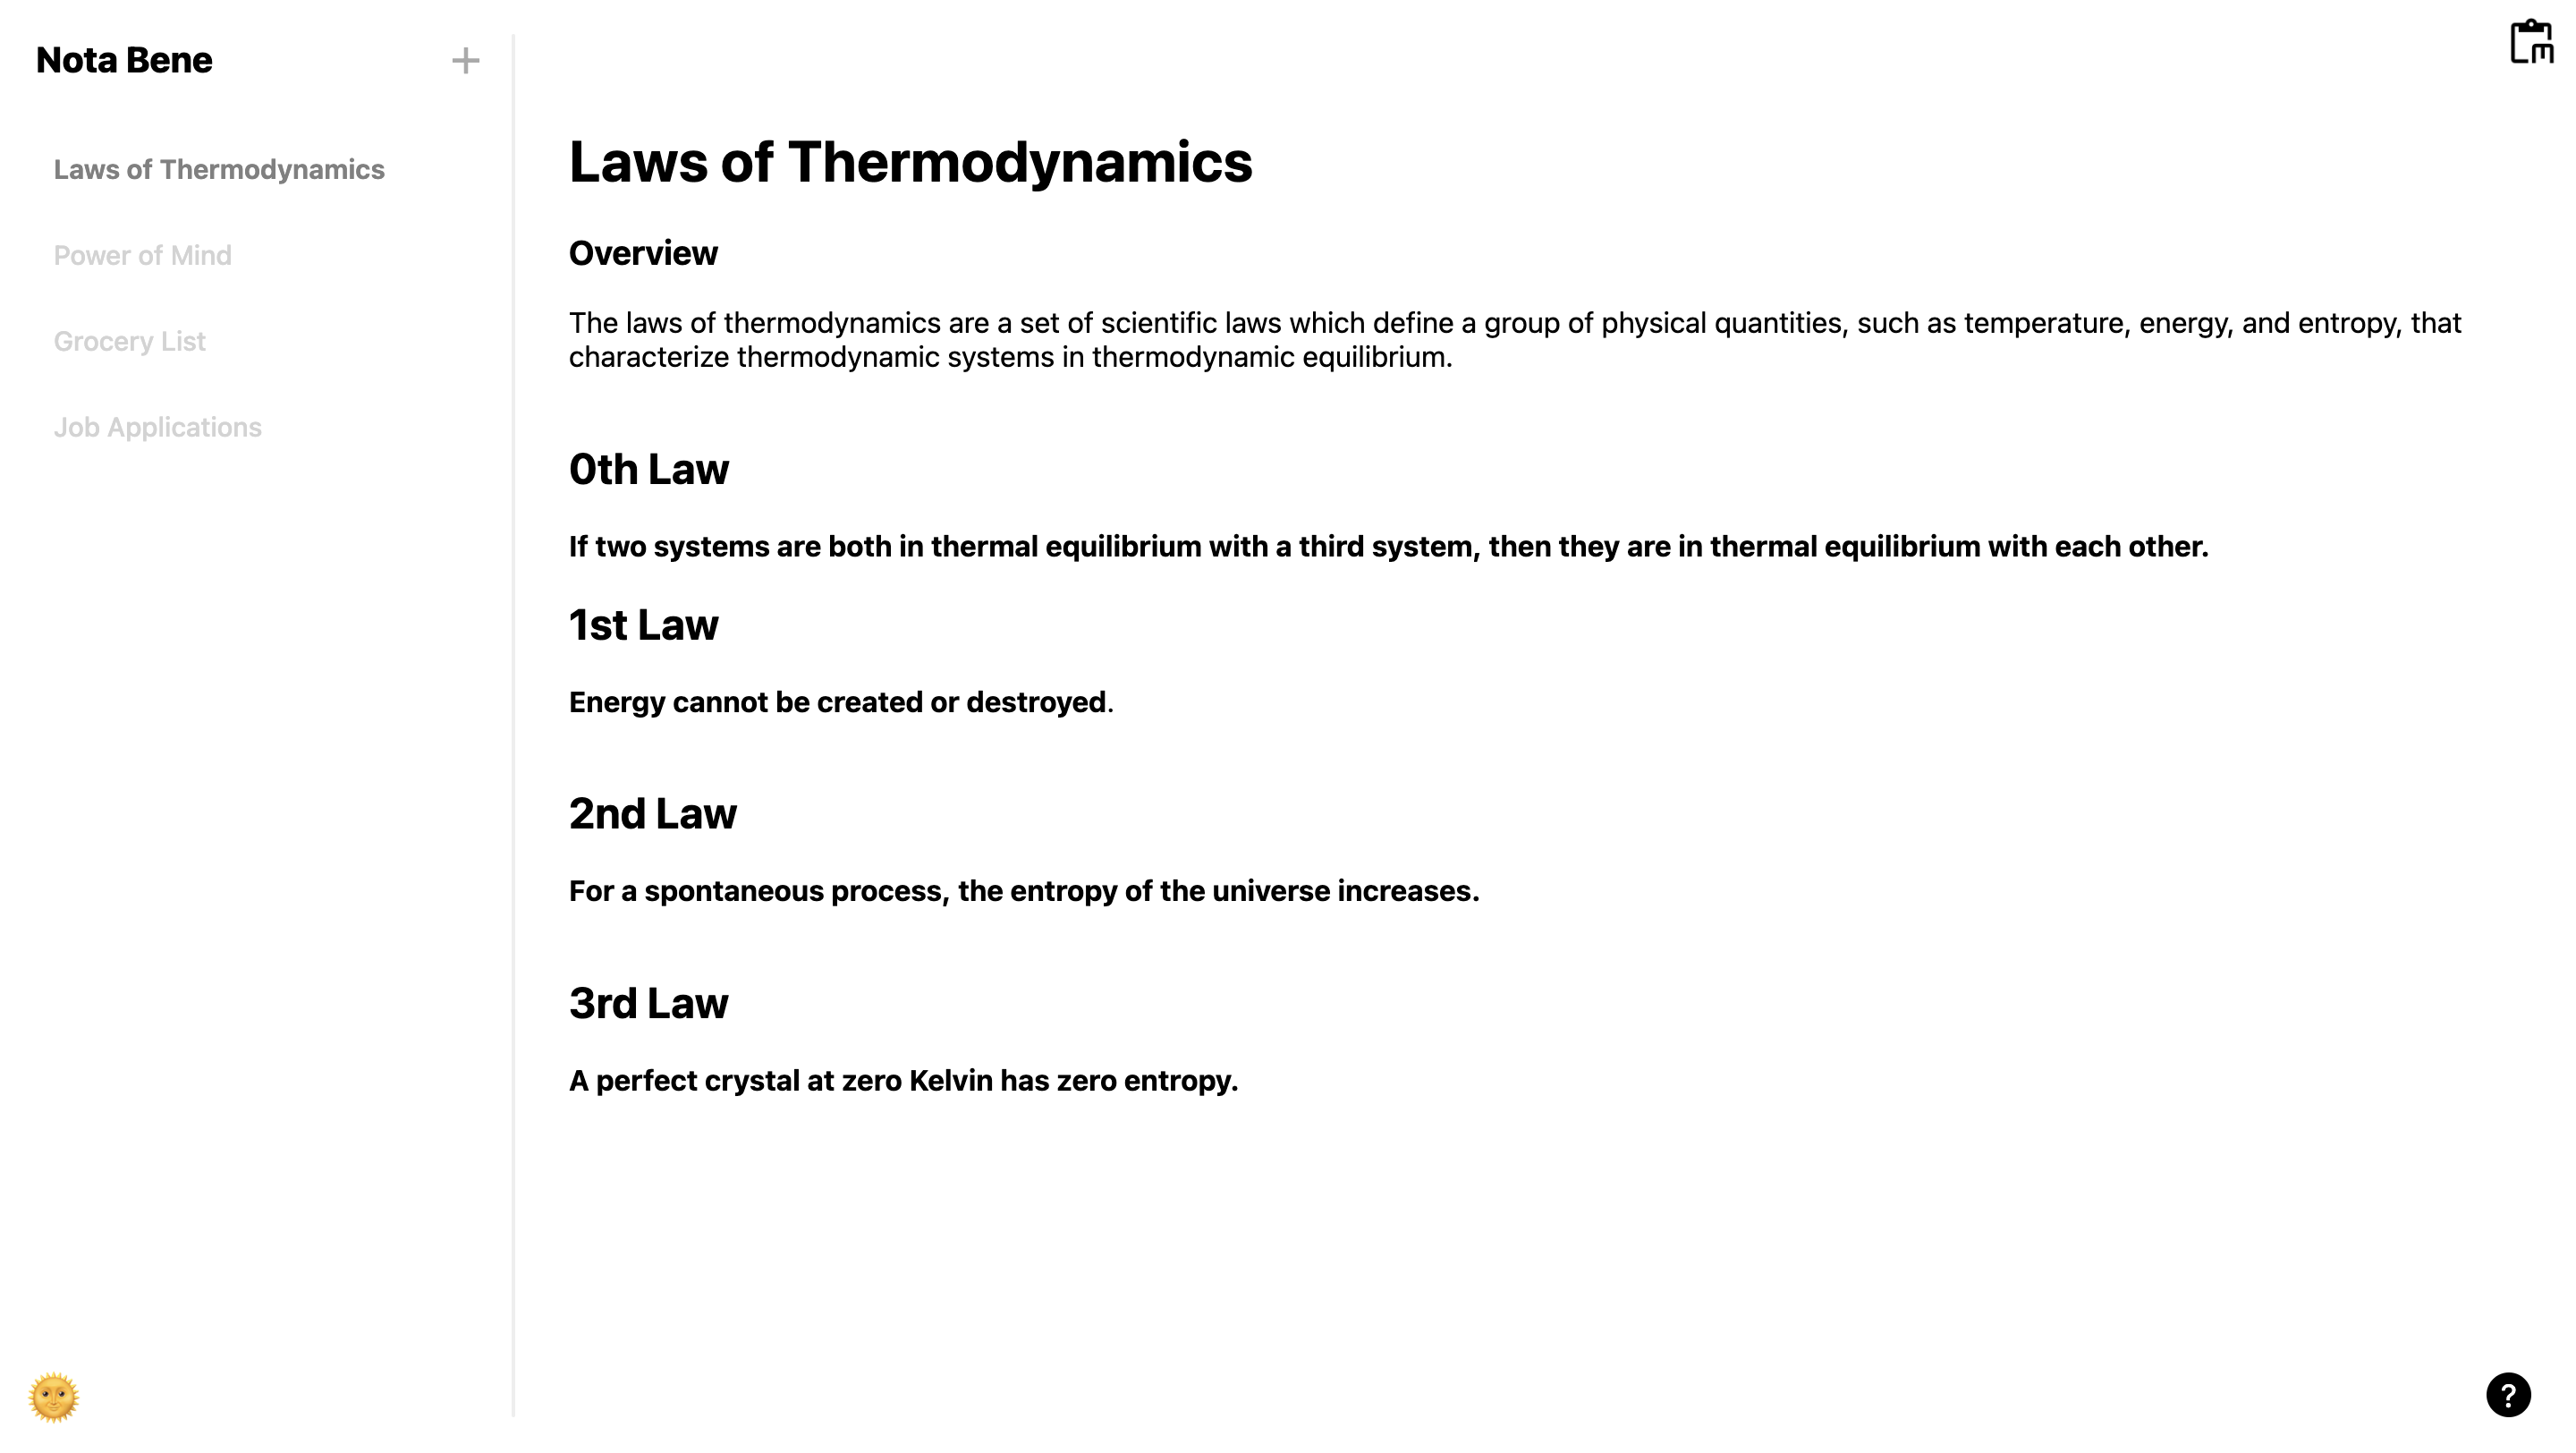 Nota Bene
Laws of Thermodynamics
Power of Mind
Grocery List
Job Applications
Laws of Thermodynamics
Overview
The laws of thermodynamics are a set of scientific laws which define a group of physical quantities, such as temperature, energy, and entropy, that
characterize thermodynamic systems in thermodynamic equilibrium.
0th Law
If two systems are both in thermal equilibrium with a third system, then they are in thermal equilibrium with each other.
1st Law
Energy cannot be created or destroyed.
2nd Law
For a spontaneous process, the entropy of the universe increases.
3rd Law
A perfect crystal at zero Kelvin has zero entropy.
?